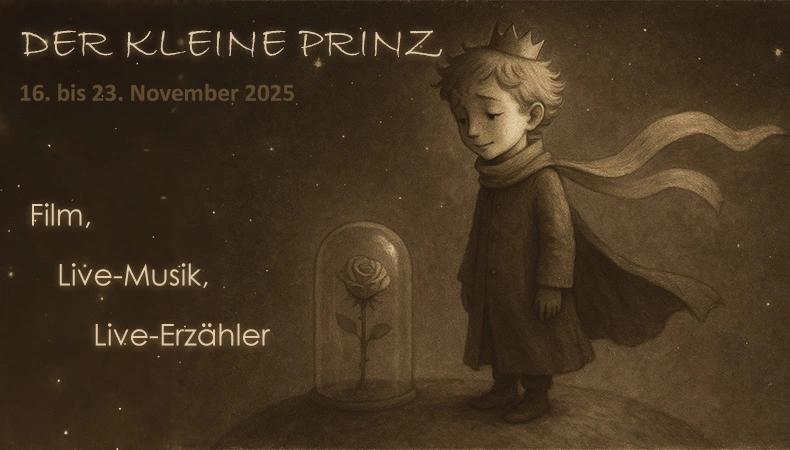 DER KLEINE PRINZ
16. bis 23. November 2025
Film,
Live-Musik,
Live-Erzähler